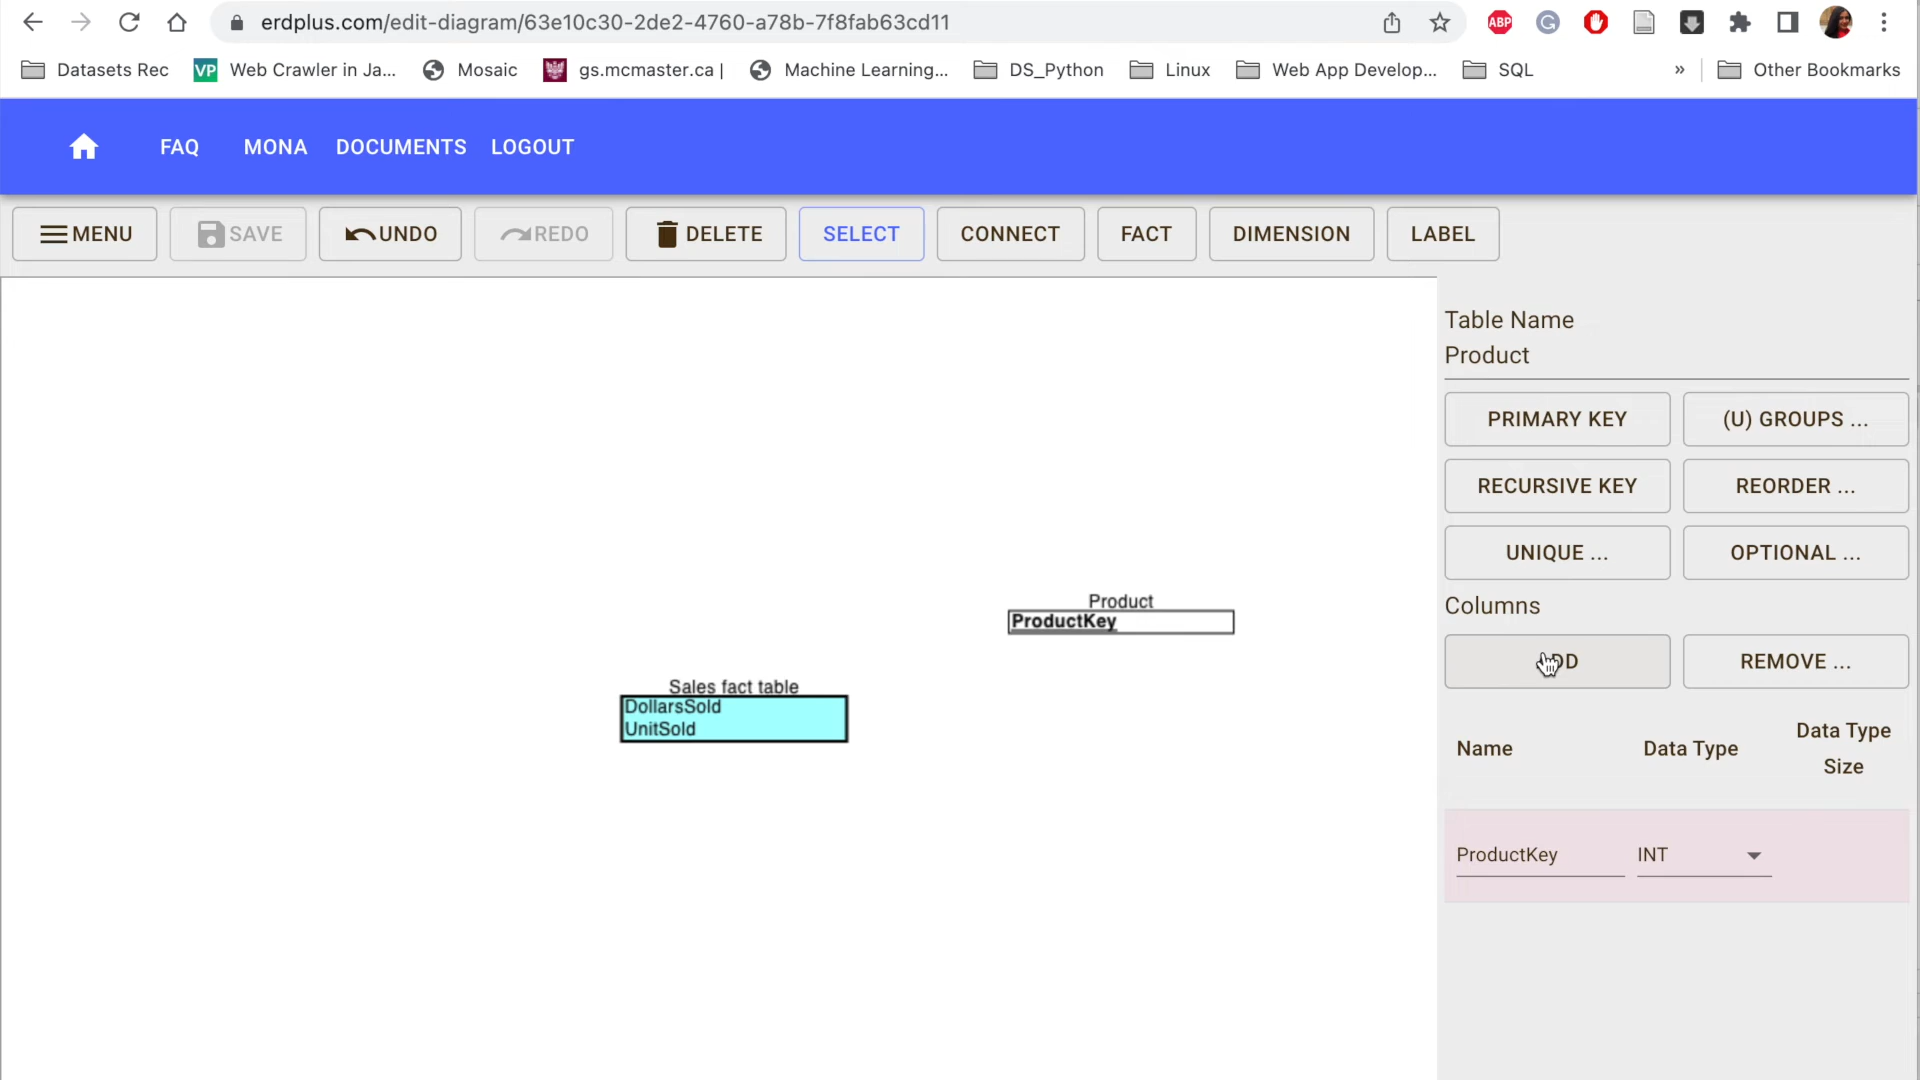 erdplus.com/edit-diagram/63e10c30-2de2-4760-a78b-7f8fab63cd11
ABP
Datasets Rec
VP Web Crawler in Ja...
Mosaic
gs.mcmaster.ca |
Machine Learning...
DS_Python
Linux
Web App Develop...
SQL
»
Other Bookmarks
FAQ
MONA
DOCUMENTS
LOGOUT
MENU
SAVE
UNDO
REDO
DELETE
SELECT
CONNECT
FACT
DIMENSION
LABEL
Table Name
Product
PRIMARY KEY
(U) GROUPS ...
RECURSIVE KEY
REORDER ...
UNIQUE ...
OPTIONAL ...
Columns
REMOVE ...
Name
Data Type
Data Type
Size
ProductKey
INT
Product
ProductKey
Sales fact table
DollarsSold
UnitSold